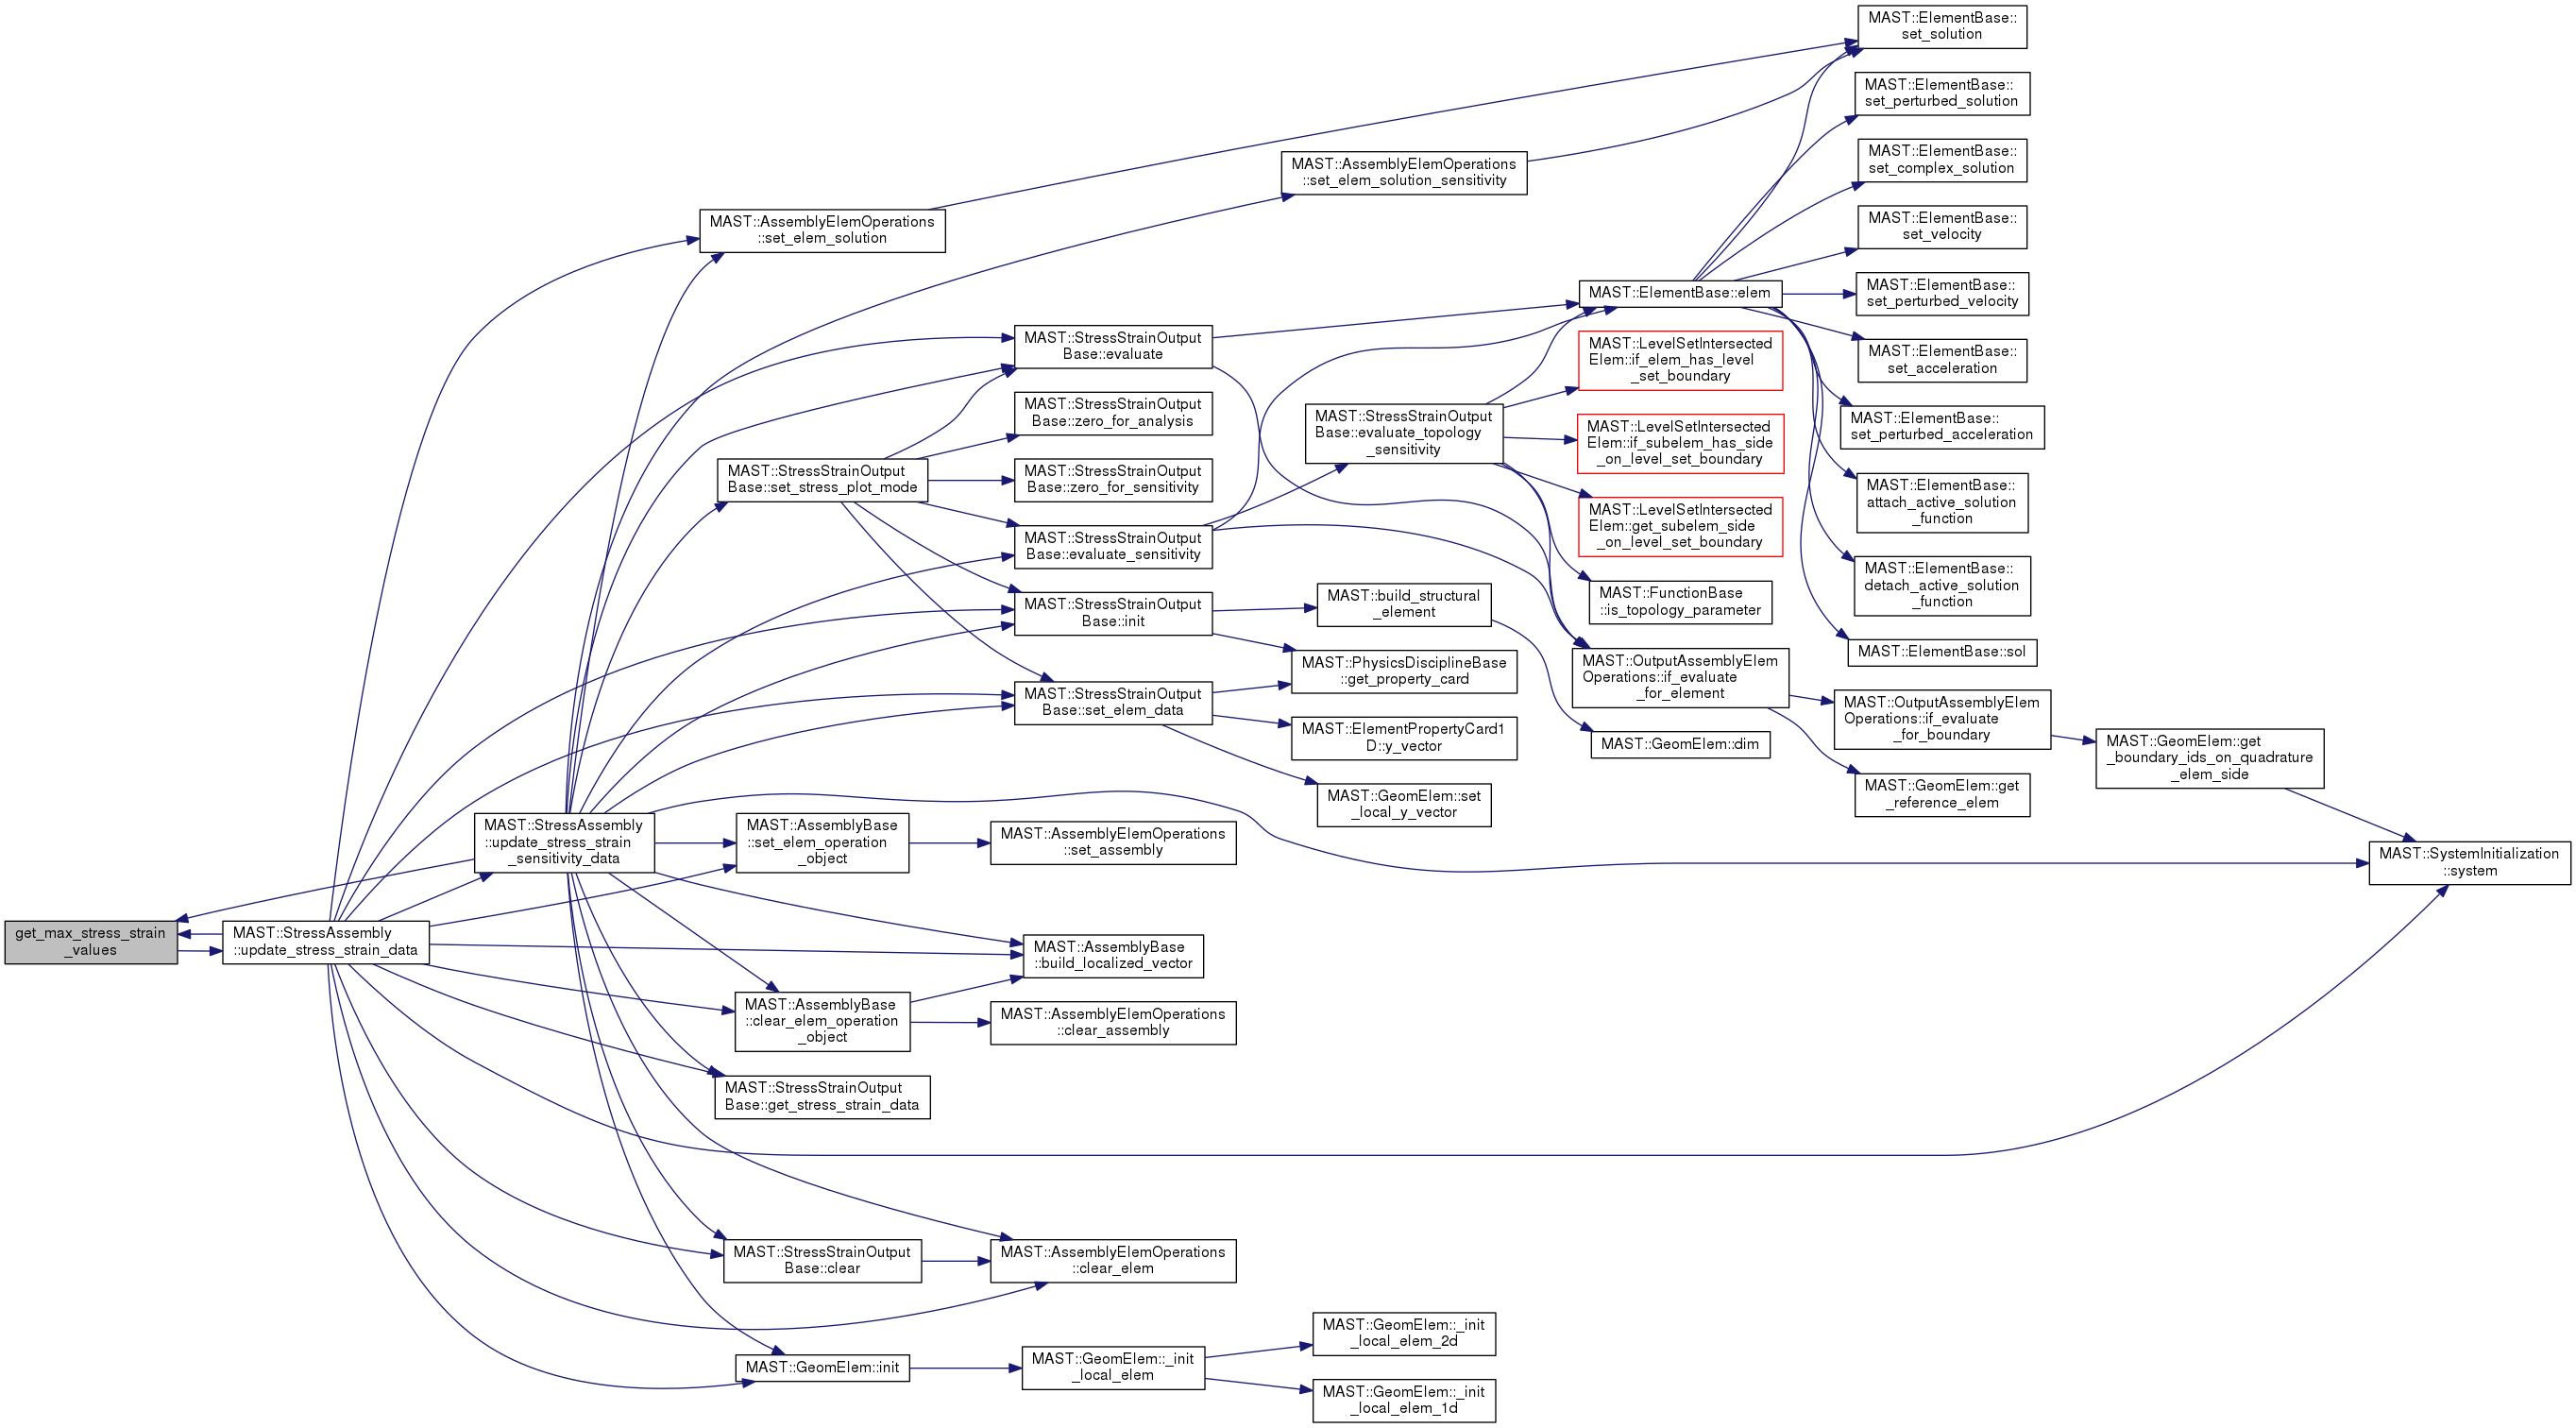 get_max_stress_strain
_values
MAST::StressAssembly
::update_stress_strain_data
MAST::StressAssembly
::update_stress_strain
_sensitivity_data
MAST::AssemblyElemOperations
::set_elem_solution
MAST::StressStrainOutput
Base::set_stress_plot_mode
MAST::AssemblyBase
::set_elem_operation
_object
MAST::AssemblyBase
::clear_elem_operation
_object
MAST::StressStrainOutput
Base::get_stress_strain_data
MAST::StressStrainOutput
Base::clear
MAST::GeomElem::init
MAST::StressStrainOutput
Base::evaluate
MAST::StressStrainOutput
Base::zero_for_analysis
MAST::StressStrainOutput
Base::zero_for_sensitivity
MAST::StressStrainOutput
Base::evaluate_sensitivity
MAST::StressStrainOutput
Base::init
MAST::StressStrainOutput
Base::set_elem_data
MAST::AssemblyElemOperations
::set_assembly
MAST::AssemblyBase
::build_localized_vector
MAST::AssemblyElemOperations
::clear_assembly
MAST::AssemblyElemOperations
::clear_elem
MAST::GeomElem::_init
_local_elem
MAST::AssemblyElemOperations
::set_elem_solution_sensitivity
MAST::StressStrainOutput
Base::evaluate_topology
_sensitivity
MAST::build_structural
_element
MAST::PhysicsDisciplineBase
::get_property_card
MAST::ElementPropertyCard1
D::y_vector
MAST::GeomElem::set
_local_y_vector
MAST::GeomElem::_init
_local_elem_2d
MAST::GeomElem::_init
_local_elem_1d
MAST::ElementBase::elem
MAST::LevelSetIntersected
Elem::if_elem_has_level
_set_boundary
MAST::LevelSetIntersected
Elem::if_subelem_has_side
_on_level_set_boundary
MAST::LevelSetIntersected
Elem::get_subelem_side
_on_level_set_boundary
MAST::FunctionBase
::is_topology_parameter
MAST::OutputAssemblyElem
Operations::if_evaluate
_for_element
MAST::GeomElem::dim
MAST::ElementBase::
set_solution
MAST::ElementBase::
set_perturbed_solution
MAST::ElementBase::
set_complex_solution
MAST::ElementBase::
set_velocity
MAST::ElementBase::
set_perturbed_velocity
MAST::ElementBase::
set_acceleration
MAST::ElementBase::
set_perturbed_acceleration
MAST::ElementBase::
attach_active_solution
_function
MAST::ElementBase::
detach_active_solution
_function
MAST::ElementBase::sol
MAST::OutputAssemblyElem
Operations::if_evaluate
_for_boundary
MAST::GeomElem::get
_reference_elem
MAST::GeomElem::get
_boundary_ids_on_quadrature
_elem_side
MAST::SystemInitialization
::system